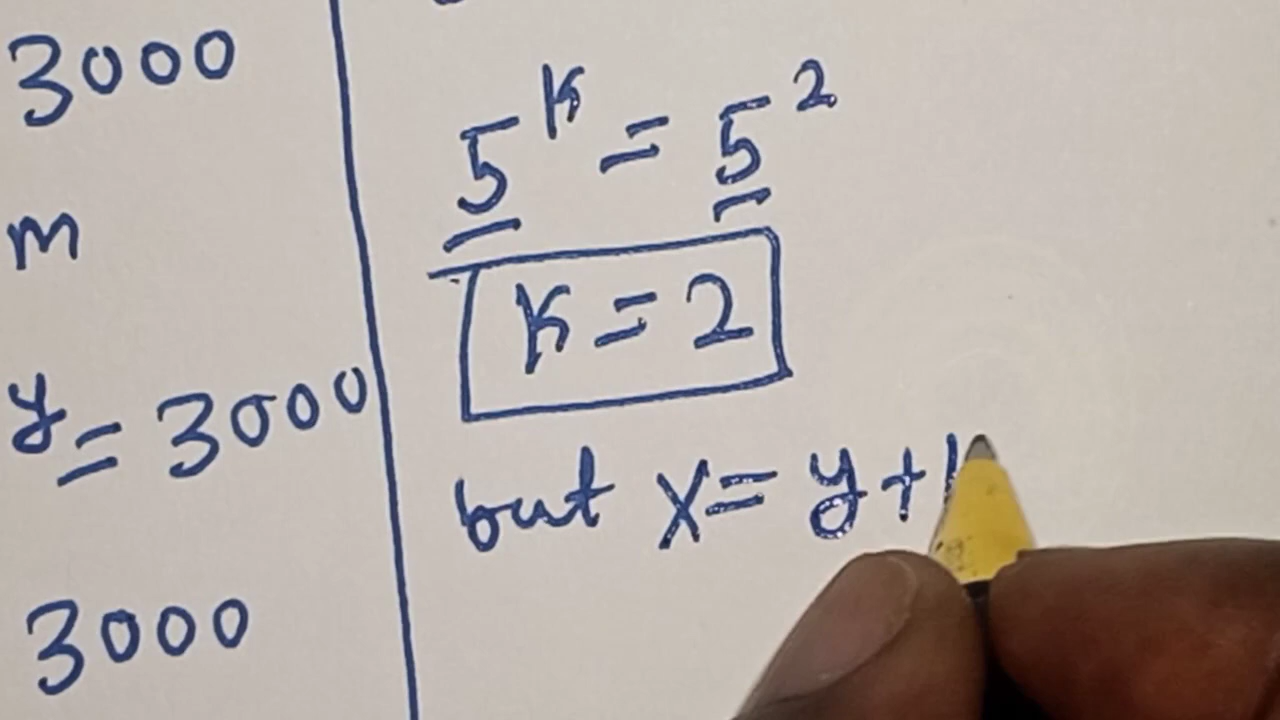 3000
m
y = 3000
3000
5^k = 5^2
k = 2
but x = y +